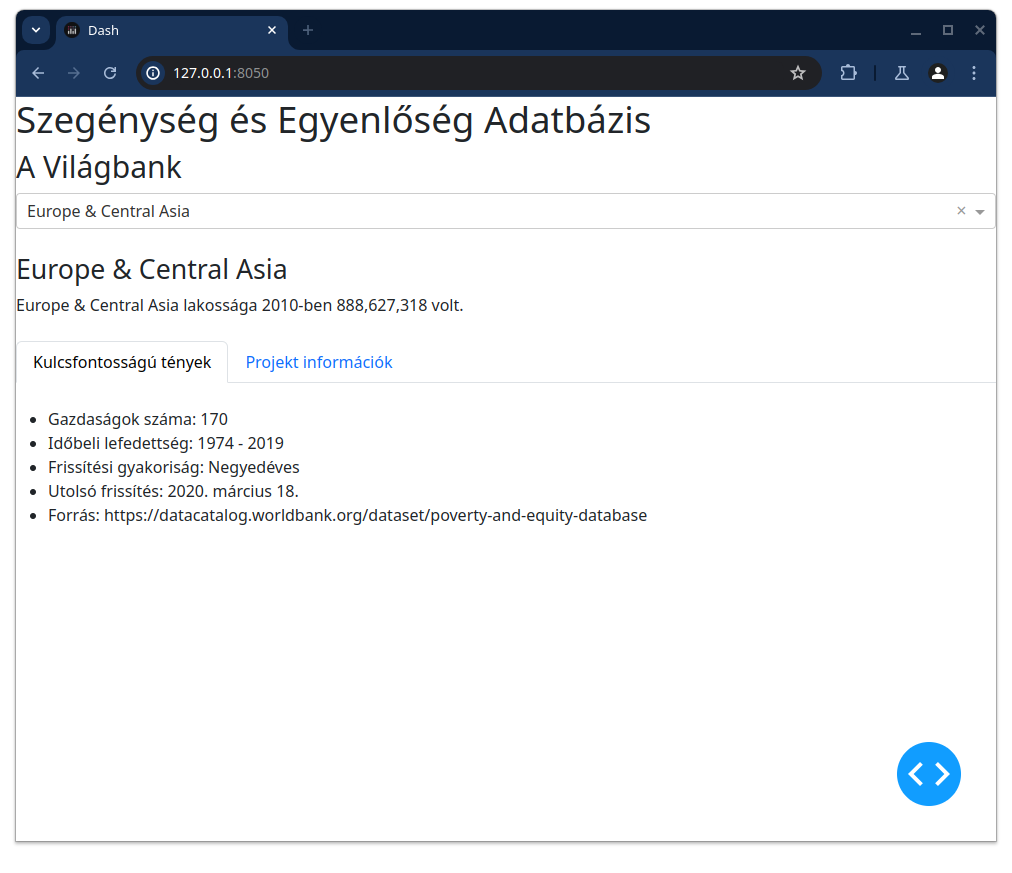 Dash
127.0.0.1:8050
Szegénység és Egyenlőség Adatbázis
A Világbank
Europe & Central Asia
Europe & Central Asia
Europe & Central Asia lakossága 2010-ben 888,627,318 volt.
Kulcsfontosságú tények Projekt információk
Gazdaságok száma: 170
Időbeli lefedettség: 1974 - 2019
Frissítési gyakoriság: Negyedéves
Utolsó frissítés: 2020. március 18.
Forrás: https://datacatalog.worldbank.org/dataset/poverty-and-equity-database